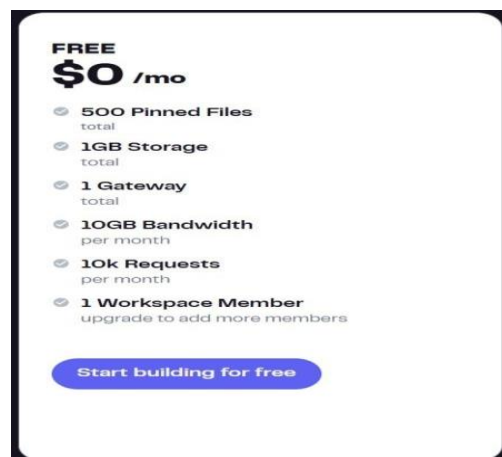 FREE
$0 /mo
500 Pinned Files
total
1GB Storage
total
1 Gateway
total
10GB Bandwidth
per month
10k Requests
per month
1 Workspace Member
upgrade to add more members
Start building for free